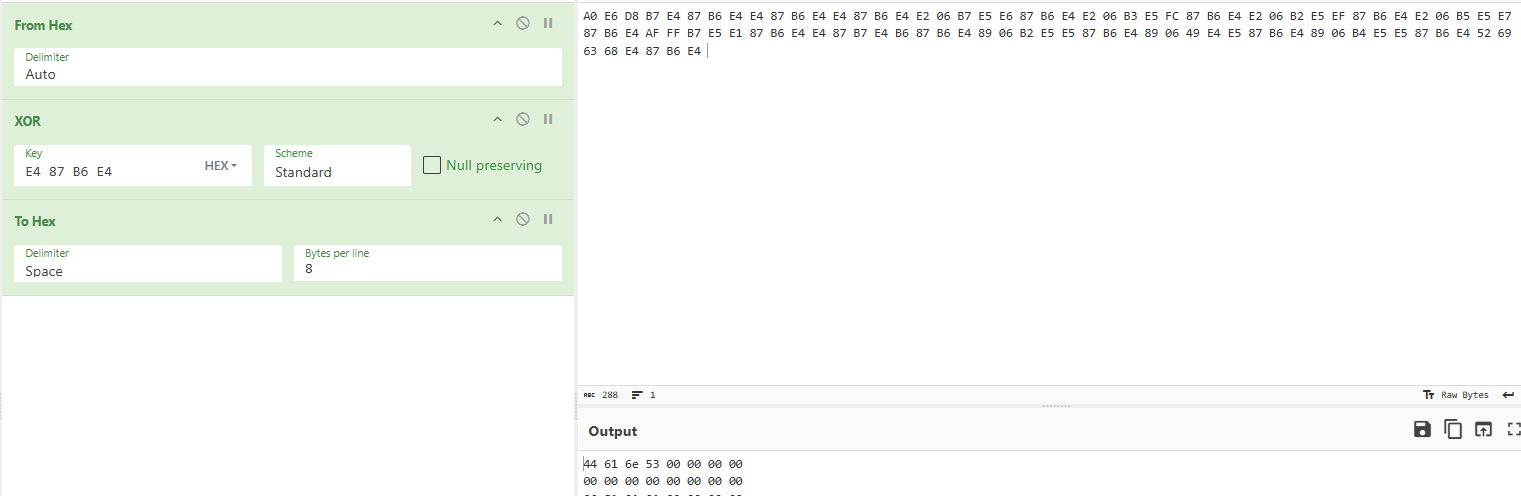 From Hex
Delimiter
Auto
XOR
Key
E4 87 B6 E4
HEX
Scheme
Standard
Null preserving
To Hex
Delimiter
Space
Bytes per line
8
A0 E6 D8 B7 E4 87 B6 E4 E4 87 B6 E4 E4 87 B6 E4 E2 06 B7 E5 E6 87 B6 E4 E2 06 B3 E5 FC 87 B6 E4 E2 06 B2 E5 EF 87 B6 E4 E2 06 B5 E5 E7
87 B6 E4 AF FF B7 E5 E1 87 B6 E4 E4 87 B7 E4 B6 87 B6 E4 89 06 B2 E5 E5 87 B6 E4 89 06 49 E4 E5 87 B6 E4 89 06 B4 E5 E5 87 B6 E4 52 69
63 68 E4 87 B6 E4
ABC 288 1
Tт Raw Bytes
Output
44 61 6e 53 00 00 00 00
00 00 00 00 00 00 00 00